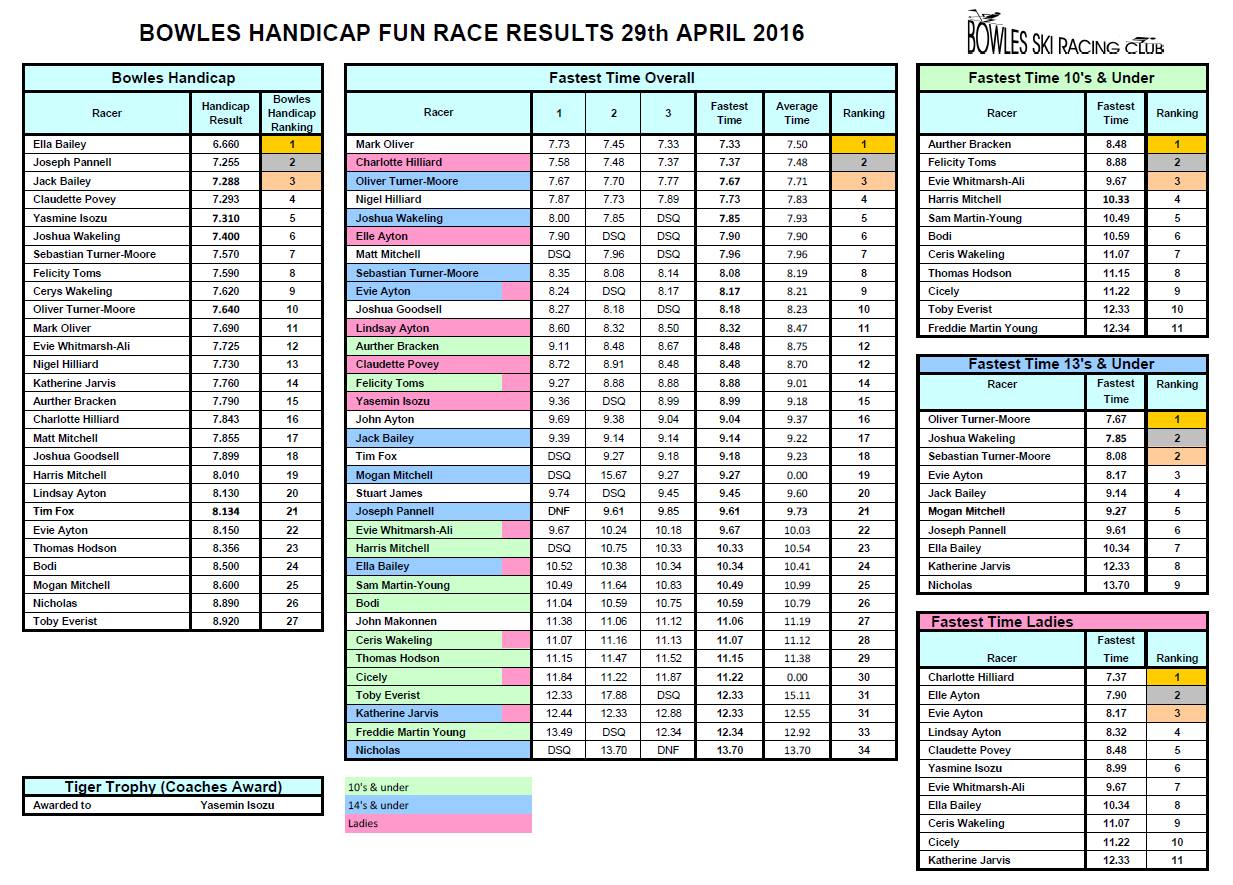 BOWLES HANDICAP FUN RACE RESULTS 29th APRIL 2016
BOWLES SKI RACING CLUB
Bowles Handicap
Racer Handicap Result Bowles Handicap Ranking
Ella Bailey 6.660 1
Joseph Pannell 7.255 2
Jack Bailey 7.288 3
Claudette Povey 7.293 4
Yasmine Isozu 7.310 5
Joshua Wakeling 7.400 6
Sebastian Turner-Moore 7.570 7
Felicity Toms 7.590 8
Cerys Wakeling 7.620 9
Oliver Turner-Moore 7.640 10
Mark Oliver 7.690 11
Evie Whitmarsh-Ali 7.725 12
Nigel Hilliard 7.730 13
Katherine Jarvis 7.760 14
Aurther Bracken 7.790 15
Charlotte Hilliard 7.843 16
Matt Mitchell 7.855 17
Joshua Goodsell 7.899 18
Harris Mitchell 8.010 19
Lindsay Ayton 8.130 20
Tim Fox 8.134 21
Evie Ayton 8.150 22
Thomas Hodson 8.356 23
Bodi 8.500 24
Mogan Mitchell 8.600 25
Nicholas 8.890 26
Toby Everist 8.920 27
Tiger Trophy (Coaches Award)
Awarded to Yasemin Isozu
Fastest Time Overall
Racer 1 2 3 Fastest Time Average Time Ranking
Mark Oliver 7.73 7.45 7.33 7.33 7.50 1
Charlotte Hilliard 7.58 7.48 7.37 7.37 7.48 2
Oliver Turner-Moore 7.67 7.70 7.77 7.67 7.71 3
Nigel Hilliard 7.87 7.73 7.89 7.73 7.83 4
Joshua Wakeling 8.00 7.85 DSQ 7.85 7.93 5
Elle Ayton 7.90 DSQ DSQ 7.90 7.90 6
Matt Mitchell DSQ 7.96 DSQ 7.96 7.96 7
Sebastian Turner-Moore 8.35 8.08 8.14 8.08 8.19 8
Evie Ayton 8.24 DSQ 8.17 8.17 8.21 9
Joshua Goodsell 8.27 8.18 DSQ 8.18 8.23 10
Lindsay Ayton 8.60 8.32 8.50 8.32 8.47 11
Aurther Bracken 9.11 8.48 8.67 8.48 8.75 12
Claudette Povey 8.72 8.91 8.48 8.48 8.70 12
Felicity Toms 9.27 8.88 8.88 8.88 9.01 14
Yasemin Isozu 9.36 DSQ 8.99 8.99 9.18 15
John Ayton 9.69 9.38 9.04 9.04 9.37 16
Jack Bailey 9.39 9.14 9.14 9.14 9.22 17
Tim Fox DSQ 9.27 9.18 9.18 9.23 18
Mogan Mitchell DSQ 15.67 9.27 9.27 0.00 19
Stuart James 9.74 DSQ 9.45 9.45 9.60 20
Joseph Pannell DNF 9.61 9.85 9.61 9.73 21
Evie Whitmarsh-Ali 9.67 10.24 10.18 9.67 10.03 22
Harris Mitchell DSQ 10.75 10.33 10.33 10.54 23
Ella Bailey 10.52 10.38 10.34 10.34 10.41 24
Sam Martin-Young 10.49 11.64 10.83 10.49 10.99 25
Bodi 11.04 10.59 10.75 10.59 10.79 26
John Makonnen 11.38 11.06 11.12 11.06 11.19 27
Ceris Wakeling 11.07 11.16 11.13 11.07 11.12 28
Thomas Hodson 11.15 11.47 11.52 11.15 11.38 29
Cicely 11.84 11.22 11.87 11.22 0.00 30
Toby Everist 12.33 17.88 DSQ 12.33 15.11 31
Katherine Jarvis 12.44 12.33 12.88 12.33 12.55 31
Freddie Martin Young 13.49 DSQ 12.34 12.34 12.92 33
Nicholas DSQ 13.70 DNF 13.70 13.70 34
10's & under
14's & under
Ladies
Fastest Time 10's & Under
Racer Fastest Time Ranking
Aurther Bracken 8.48 1
Felicity Toms 8.88 2
Evie Whitmarsh-Ali 9.67 3
Harris Mitchell 10.33 4
Sam Martin-Young 10.49 5
Bodi 10.59 6
Ceris Wakeling 11.07 7
Thomas Hodson 11.15 8
Cicely 11.22 9
Toby Everist 12.33 10
Freddie Martin Young 12.34 11
Fastest Time 13's & Under
Racer Fastest Time Ranking
Oliver Turner-Moore 7.67 1
Joshua Wakeling 7.85 2
Sebastian Turner-Moore 8.08 2
Evie Ayton 8.17 3
Jack Bailey 9.14 4
Mogan Mitchell 9.27 5
Joseph Pannell 9.61 6
Ella Bailey 10.34 7
Katherine Jarvis 12.33 8
Nicholas 13.70 9
Fastest Time Ladies
Racer Fastest Time Ranking
Charlotte Hilliard 7.37 1
Elle Ayton 7.90 2
Evie Ayton 8.17 3
Lindsay Ayton 8.32 4
Claudette Povey 8.48 5
Yasmine Isozu 8.99 6
Evie Whitmarsh-Ali 9.67 7
Ella Bailey 10.34 8
Ceris Wakeling 11.07 9
Cicely 11.22 10
Katherine Jarvis 12.33 11